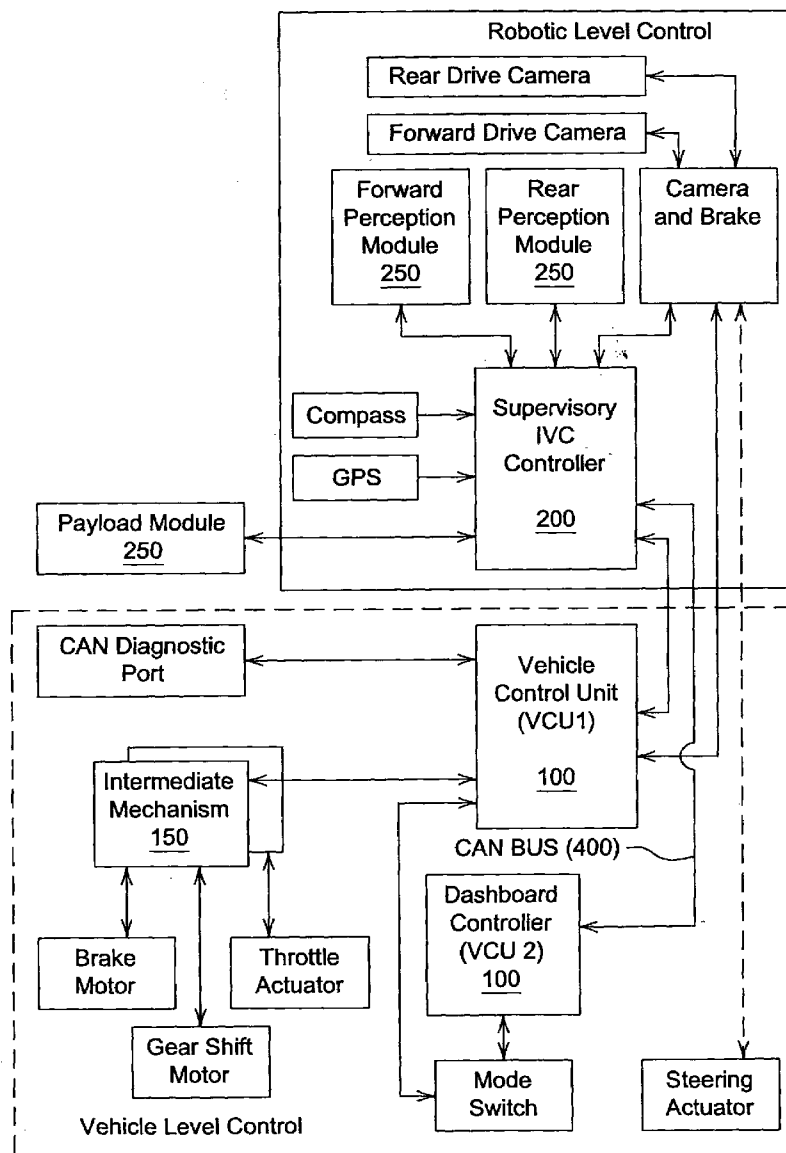 Robotic Level Control
Rear Drive Camera
Forward Drive Camera
Forward
Perception
Module
250
Rear
Perception
Module
250
Camera
and Brake
Compass
GPS
Supervisory
IVC
Controller
200
Payload Module
250
CAN Diagnostic
Port
Vehicle
Control Unit
(VCU1)
100
Intermediate
Mechanism
150
CAN BUS (400)
Dashboard
Controller
(VCU 2)
100
Brake
Motor
Throttle
Actuator
Gear Shift
Motor
Mode
Switch
Steering
Actuator
Vehicle Level Control